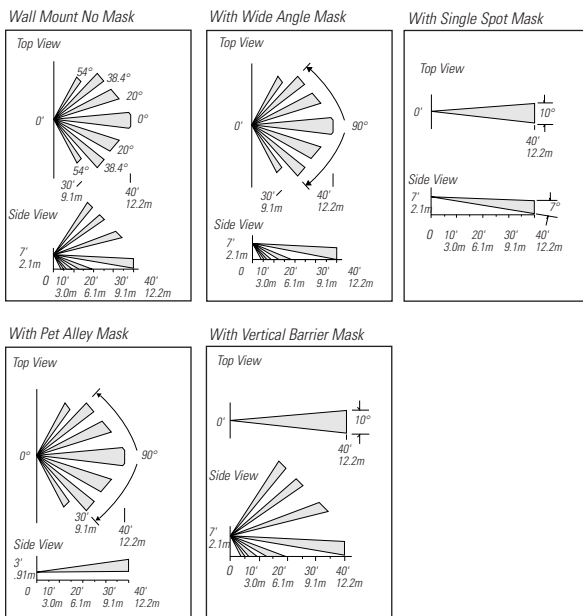 Wall Mount No Mask
Top View
54°
38.4°
20°
0'
0°
20°
38.4°
54°
30'
9.1m
40'
12.2m
Side View
7'
2.1m
0 10' 20' 30' 40'
3.0m 6.1m 9.1m 12.2m
With Wide Angle Mask
Top View
0'
90°
30'
9.1m
40'
12.2m
Side View
7'
2.1m
0 10' 20' 30' 40'
3.0m 6.1m 9.1m 12.2m
With Single Spot Mask
Top View
0'
10°
40'
12.2m
Side View
7'
2.1m
7°
0 10' 20' 30' 40'
3.0m 6.1m 9.1m 12.2m
With Pet Alley Mask
Top View
0°
90°
30'
9.1m
40'
12.2m
Side View
3'
.91m
0 10' 20' 30' 40'
3.0m 6.1m 9.1m 12.2m
With Vertical Barrier Mask
Top View
0'
10°
40'
12.2m
Side View
7'
2.1m
0 10' 20' 30' 40'
3.0m 6.1m 9.1m 12.2m